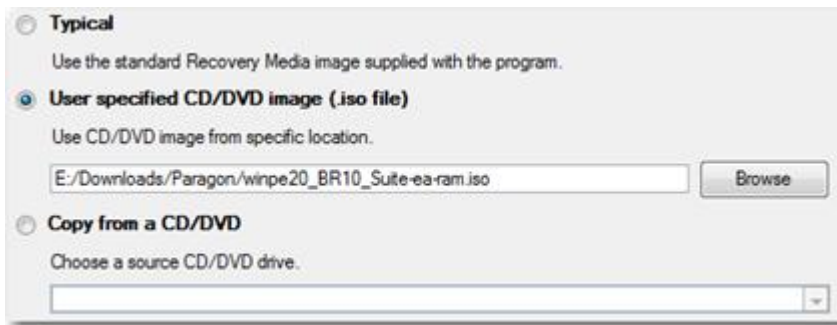 Typical
Use the standard Recovery Media image supplied with the program.
User specified CD/DVD image (.iso file)
Use CD/DVD image from specific location.
E:/Downloads/Paragon/winpe20_BR10_Suite-ea-ram.iso
Browse
Copy from a CD/DVD
Choose a source CD/DVD drive.